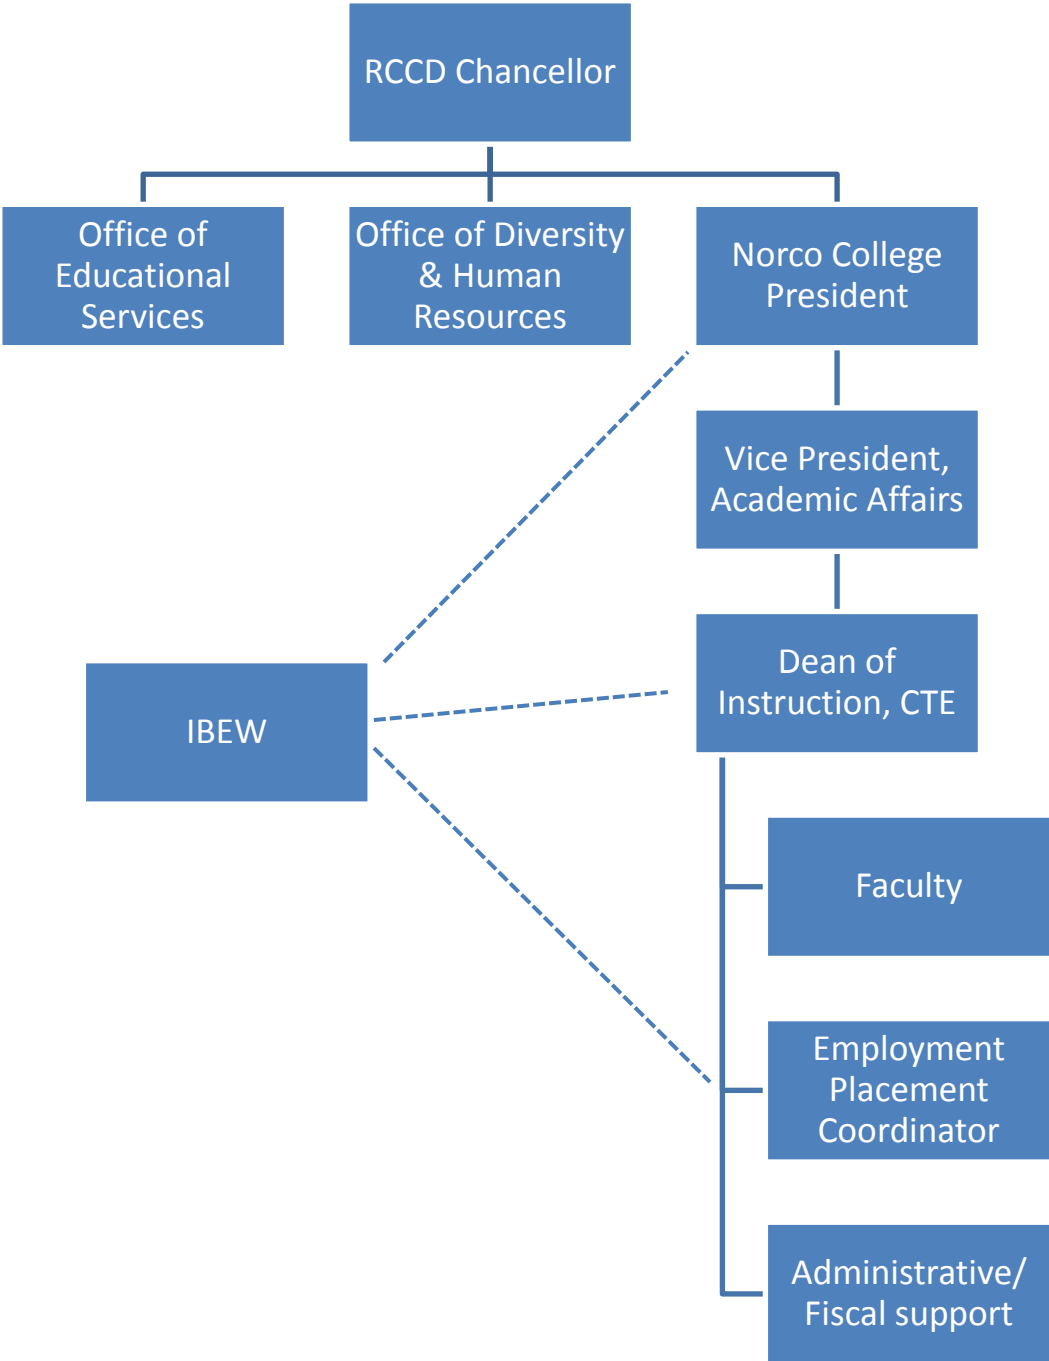 RCCD Chancellor
Office of
Educational
Services
Office of Diversity
& Human
Resources
Norco College
President
Vice President,
Academic Affairs
Dean of
Instruction, CTE
IBEW
Faculty
Employment
Placement
Coordinator
Administrative/
Fiscal support